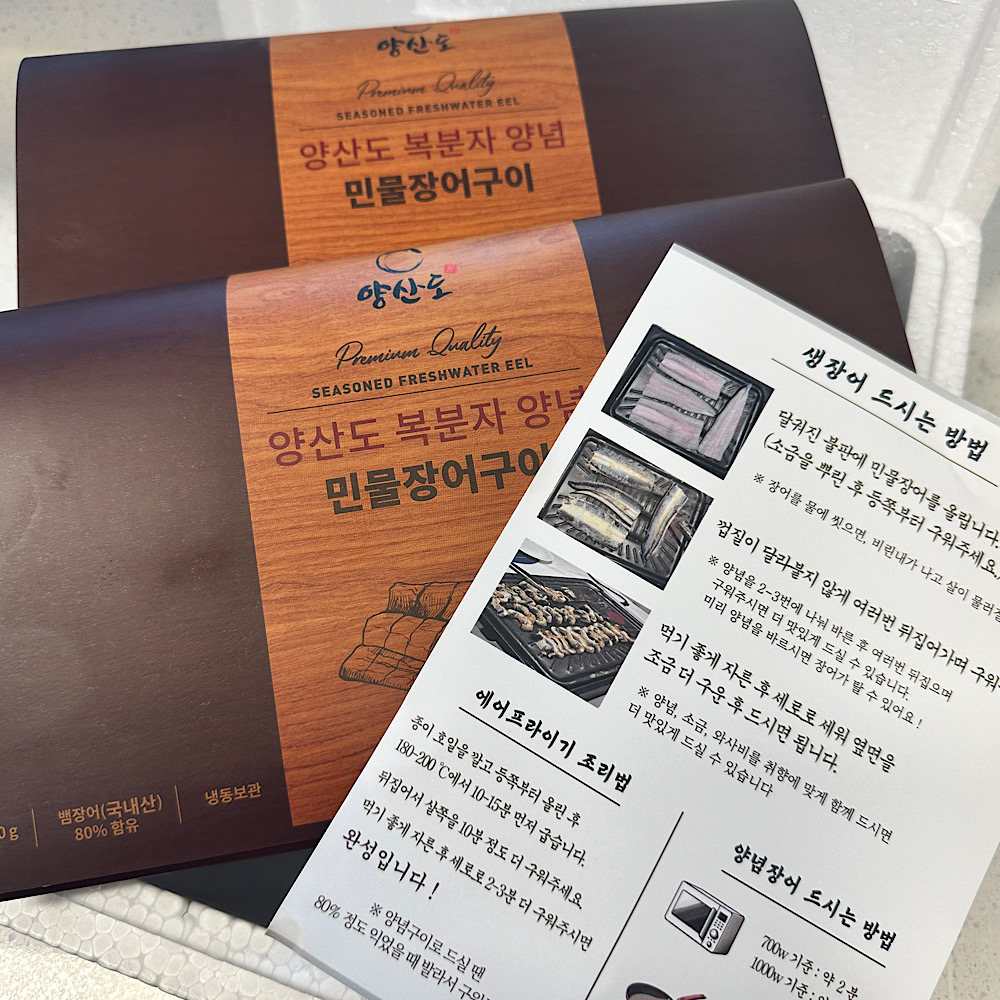 양산도
Premium Quality
SEASONED FRESHWATER EEL
양산도 복분자 양념
민물장어구이
양산도
Premium Quality
SEASONED FRESHWATER EEL
양산도 복분자 양념
민물장어구이
0g
뱀장어(국내산)
80% 함유
냉동보관
생장어 드시는 방법
달궈진 불판에 민물장어를 올립니다.
(소금을 뿌린 후 등쪽부터 구워주세요.)
※ 장어를 물에 씻으면, 비린내가 나고 살이
껍질이 달라붙지 않게 여러번 뒤집어가며
※ 양념을 2~3번에 나눠 바른 후 여러번 뒤집으며
구워주시면 더 맛있게 드실 수 있습니다.
미리 양념을 바르시면 장어가 탈 수 있어요!
먹기 좋게 자른 후 세로로 세워 옆면을
조금 더 구운 후 드시면 됩니다.
※ 양념, 소금, 와사비를 취향에 맞게 함께 드시면
더 맛있게 드실 수 있습니다
에어프라이기 조리법
종이 호일을 깔고 등쪽부터 올린 후
180-200℃에서 10-15분 먼저 굽습니다.
뒤집어서 살쪽을 10분 정도 더 구워주세요
먹기 좋게 자른 후 세로로 2-3분 더 구워주시면
완성입니다!
※ 양념구이로 드실 땐
80% 정도 익었을 때 발라서
양념장어 드시는 방법
700w 기준 : 약 2분
1000w 기준 :